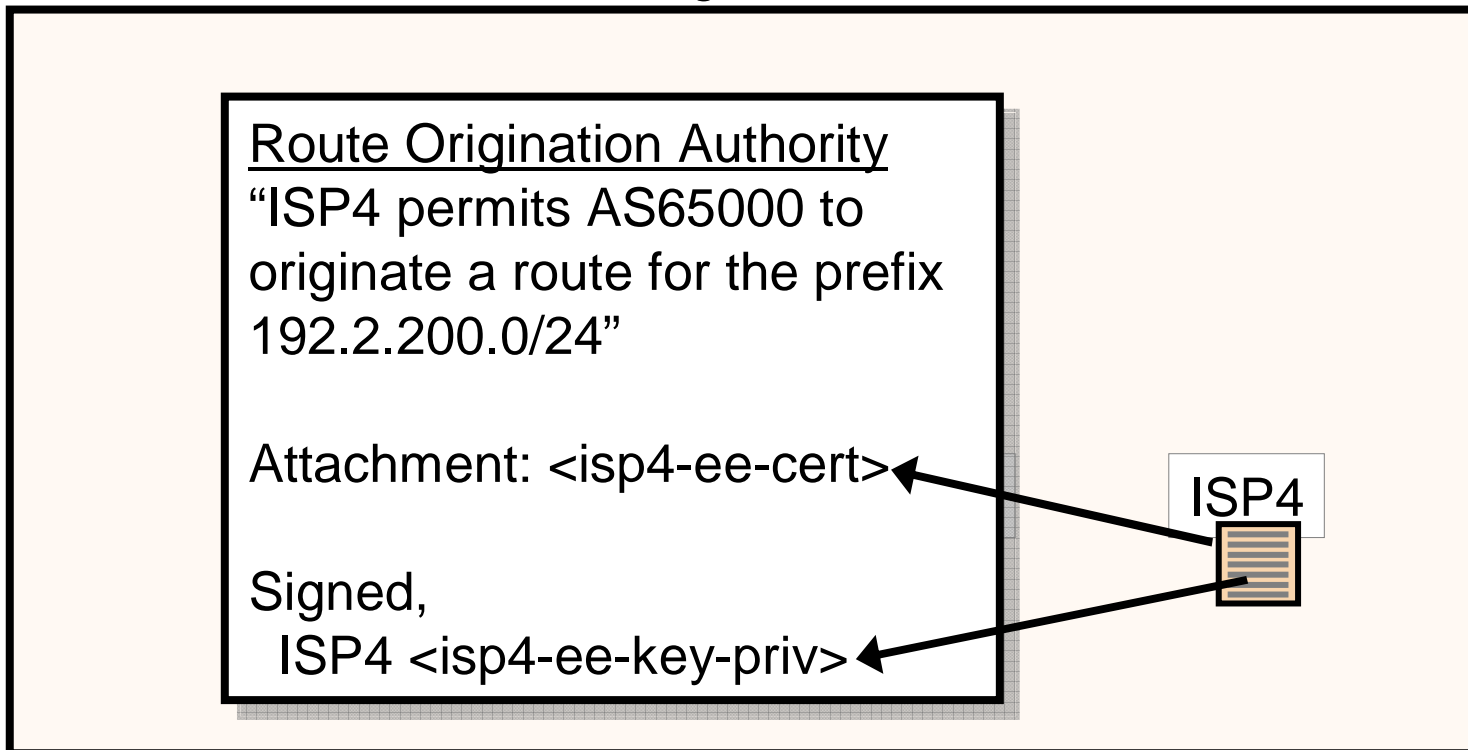 Route Origination Authority
“ISP4 permits AS65000 to
originate a route for the prefix
192.2.200.0/24”
Attachment: <isp4-ee-cert>
ISP4
Signed,
ISP4 <isp4-ee-key-priv>